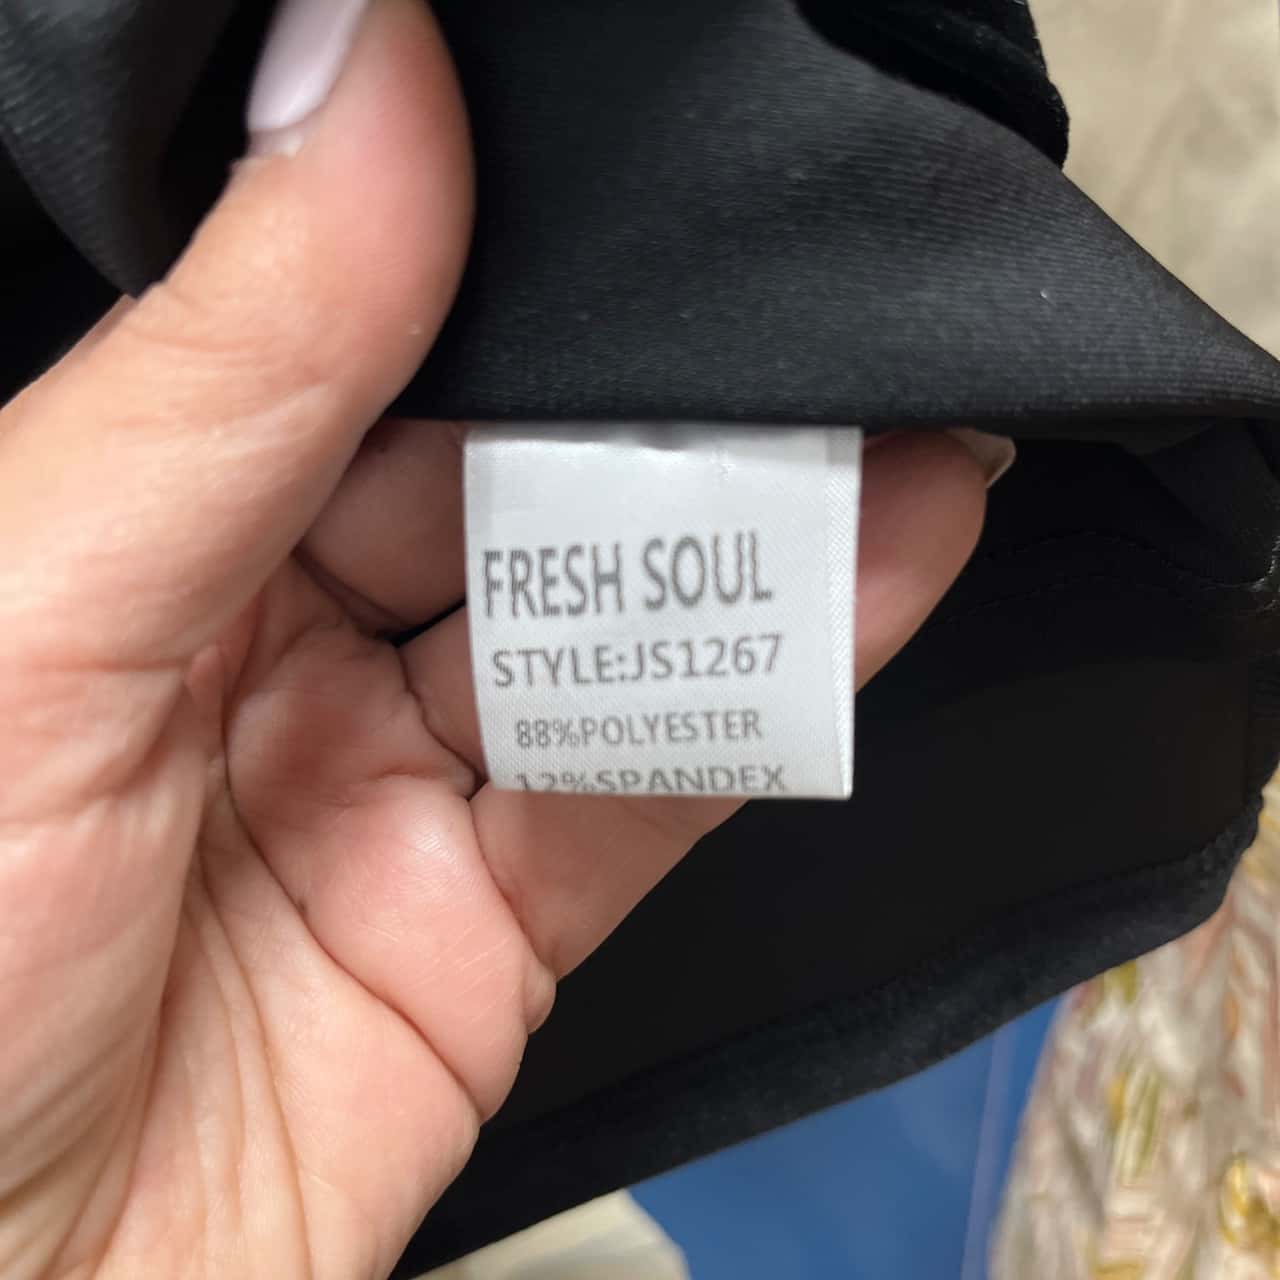 FRESH SOUL
STYLE:JS1267
88%POLYESTER
12%SPANDEX